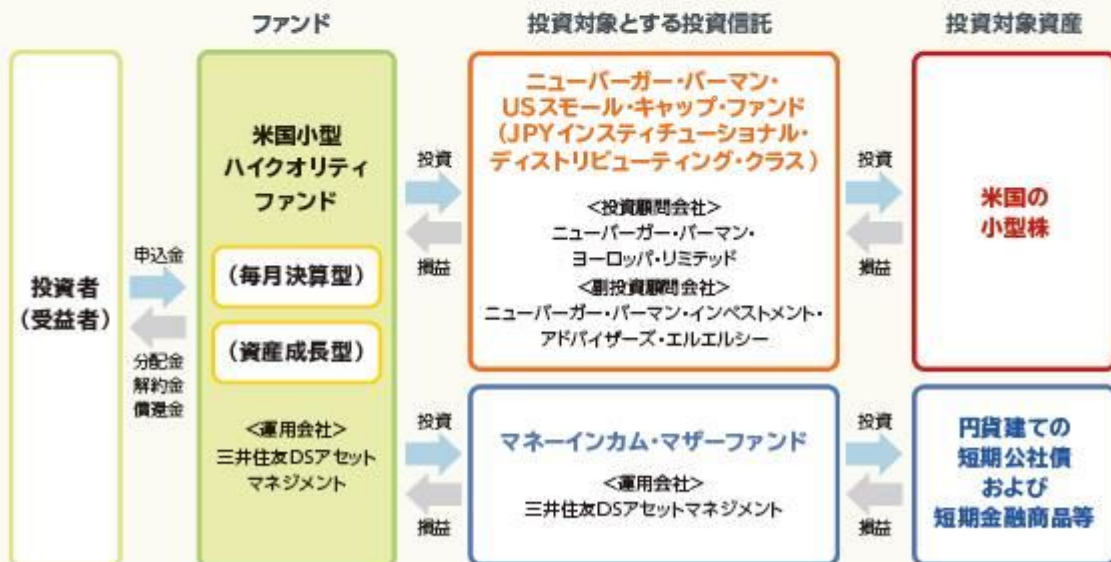 ファンド
投資対象とする投資信託
投資対象資産
投資者
(受益者)
申込金
分配金
解約金
償還金
米国小型
ハイクオリティ
ファンド
(毎月決算型)
(資産成長型)
<運用会社>
三井住友DSアセット
マネジメント
投資
損益
ニューバーガー・バーマン・
USスモール・キャップ・ファンド
(JPYインスティチューショナル・
ディストリビューティング・クラス)
<投資顧問会社>
ニューバーガー・バーマン・
ヨーロッパ・リミテッド
<副投資顧問会社>
ニューバーガー・バーマン・インベストメント・
アドバイザーズ・エルエルシー
投資
損益
米国の
小型株
投資
損益
マネーインカム・マザーファンド
<運用会社>
三井住友DSアセットマネジメント
投資
損益
円貨建ての
短期公社債
および
短期金融商品等